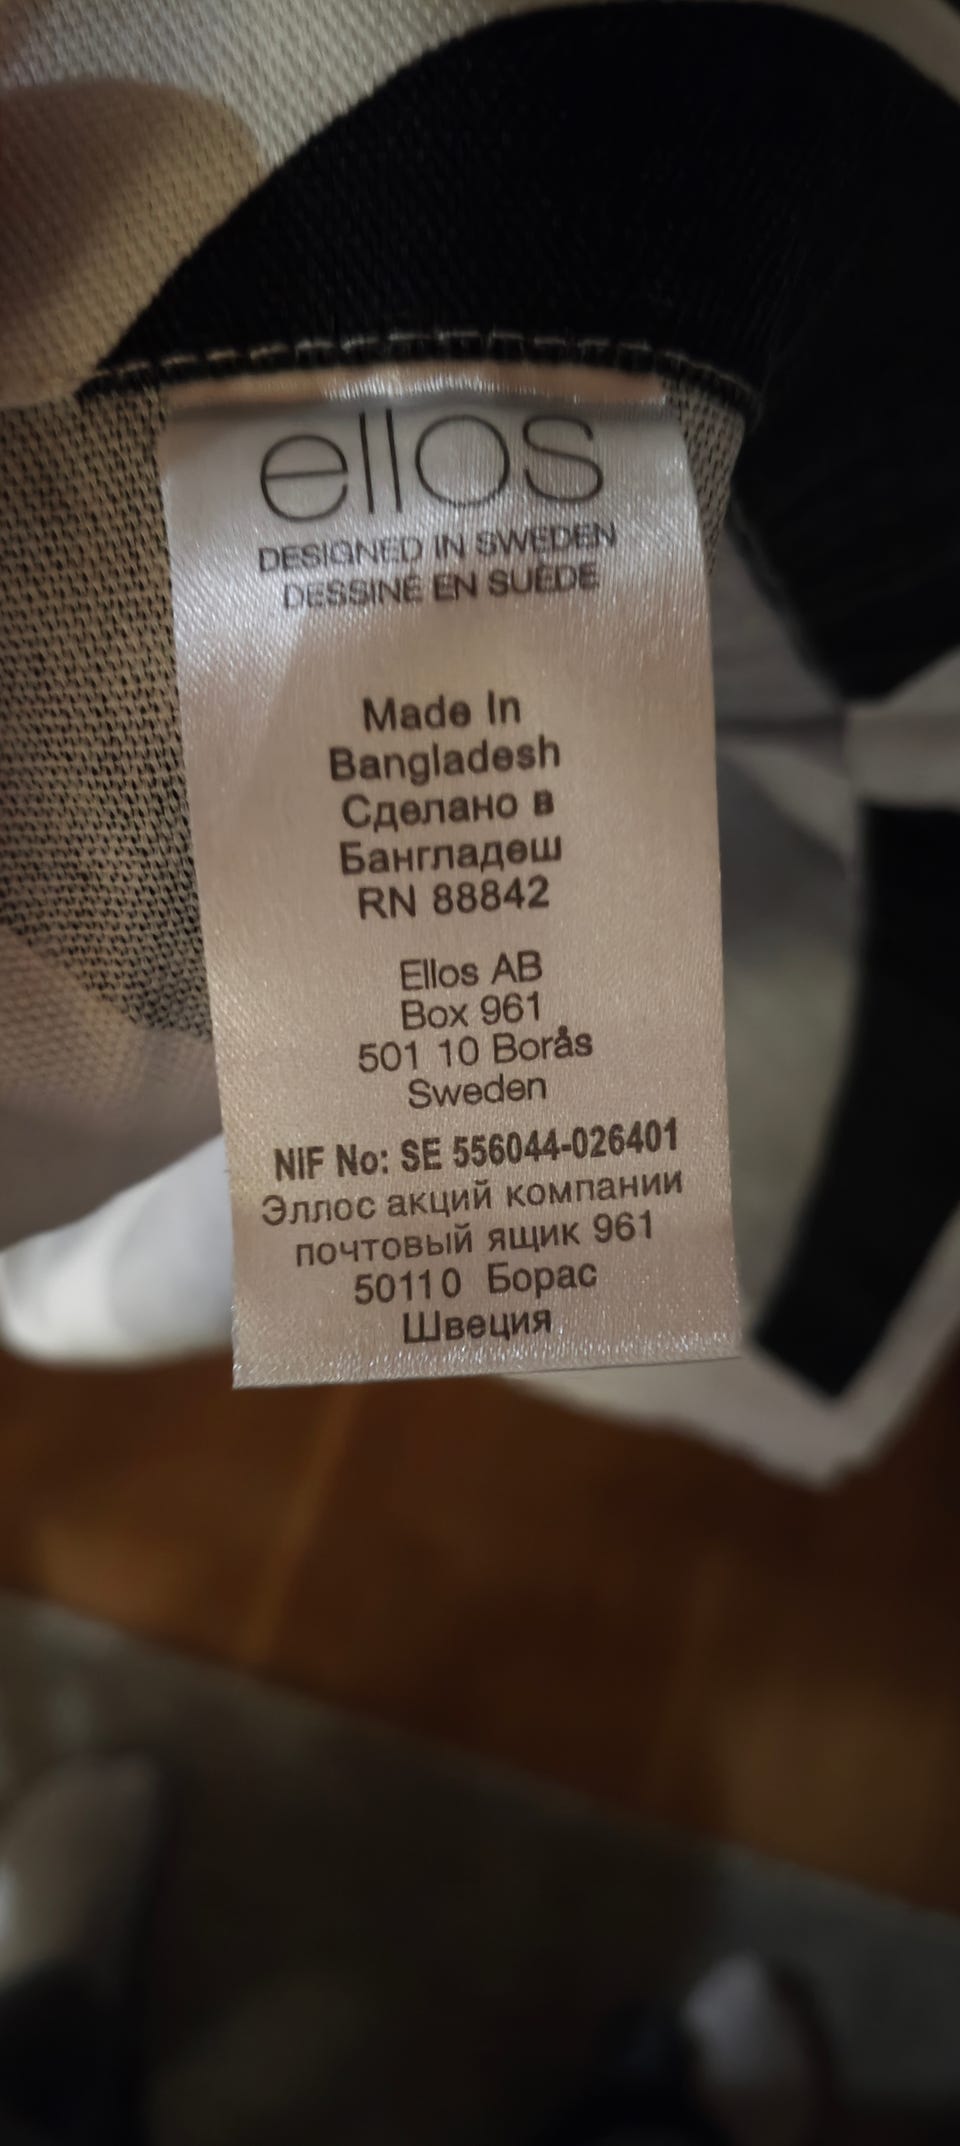 ellos
DESIGNED IN SWEDEN
DESSINÉ EN SUÈDE
Made In
Bangladesh
Сделано в
Бангладеш
RN 88842
Ellos AB
Box 961
501 10 Borås
Sweden
NIF No: SE 556044-026401
Эллос акций компании
почтовый ящик 961
50110 Борас
Швеция